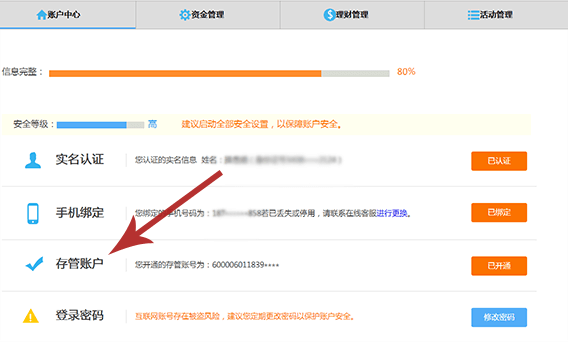 账户中心 资金管理 理财管理 活动管理
信息完整： 80%
安全等级： 高 建议启动全部安全设置，以保障账户安全。
实名认证 您认证的实名信息 姓名： 已认证
手机绑定 您绑定的手机号码为：187 858若已丢失或停用，请联系在线客服进行更换。 已绑定
存管账户 您开通的存管账号为：600006011839**** 已开通
登录密码 互联网账号存在被盗风险，建议您定期更改密码以保护账户安全。 修改密码